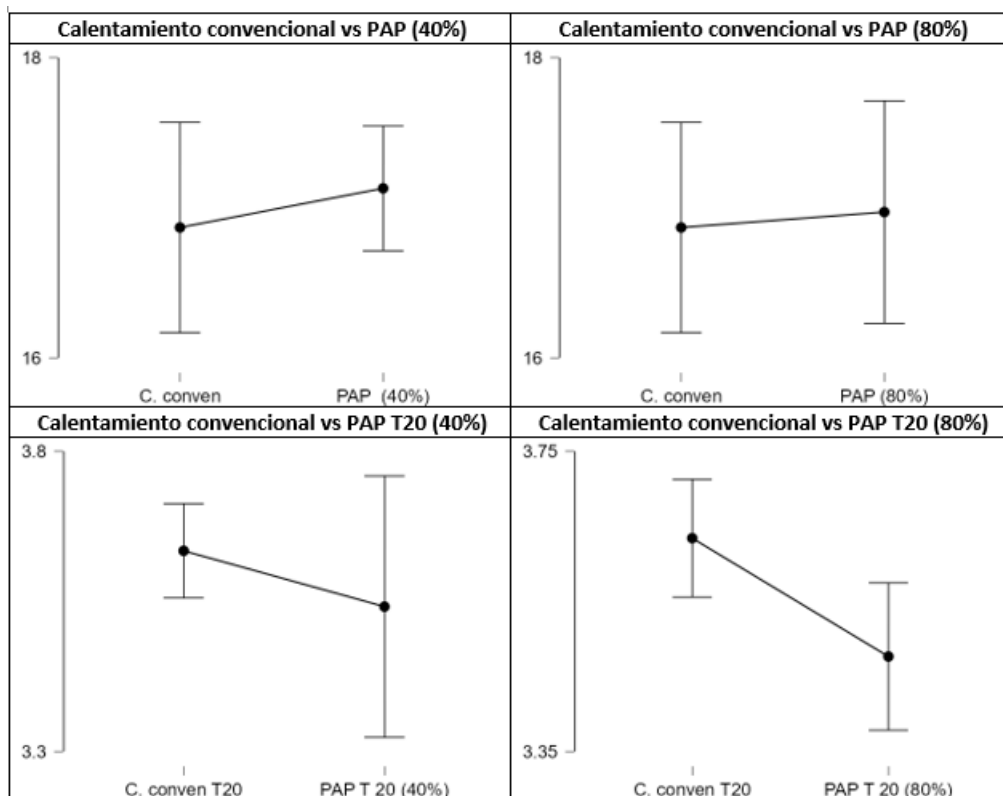 Calentamiento convencional vs PAP (40%)
Calentamiento convencional vs PAP (80%)
18
16
C. conven
PAP (40%)
18
16
C. conven
PAP (80%)
Calentamiento convencional vs PAP T20 (40%)
Calentamiento convencional vs PAP T20 (80%)
3.8
3.3
C. conven T20
PAP T 20 (40%)
3.75
3.35
C. conven T20
PAP T 20 (80%)